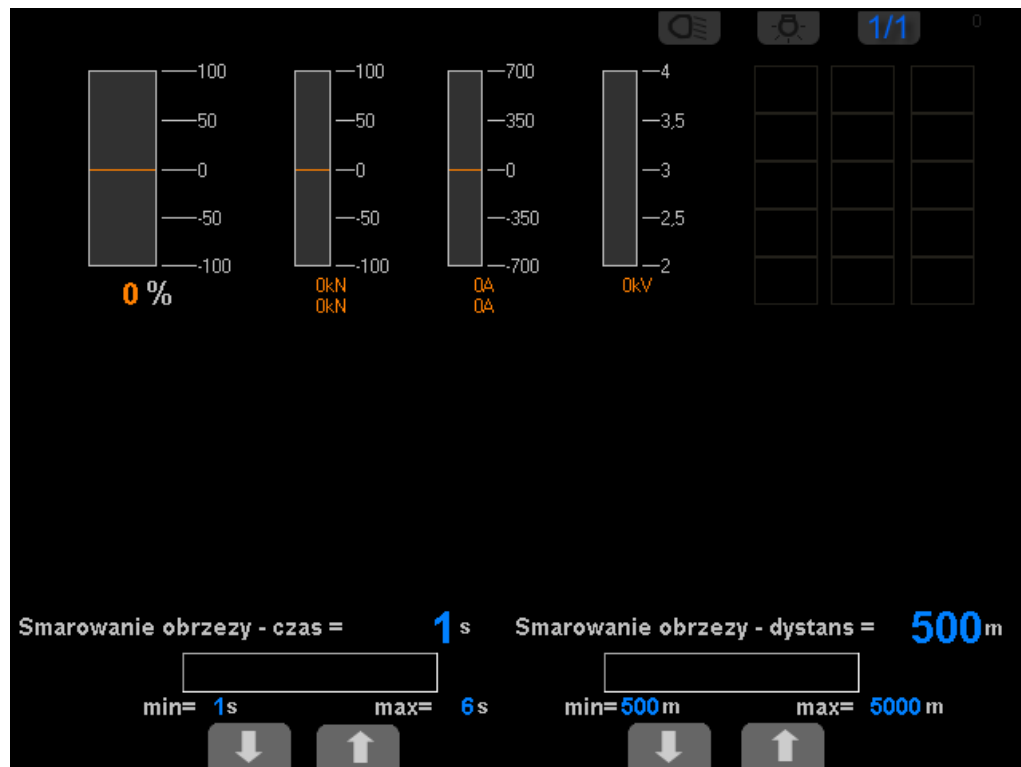 1/1 0
100 100 700 4
50 50 350 3,5
0 0 0 3
-50 -50 -350 2,5
-100 -100 -700 2
0 % 0kN 0A 0kV
0kN 0A
Smarowanie obrzezy - czas = 1 s Smarowanie obrzezy - dystans = 500 m
min= 1 s max= 6 s min= 500 m max= 5000 m